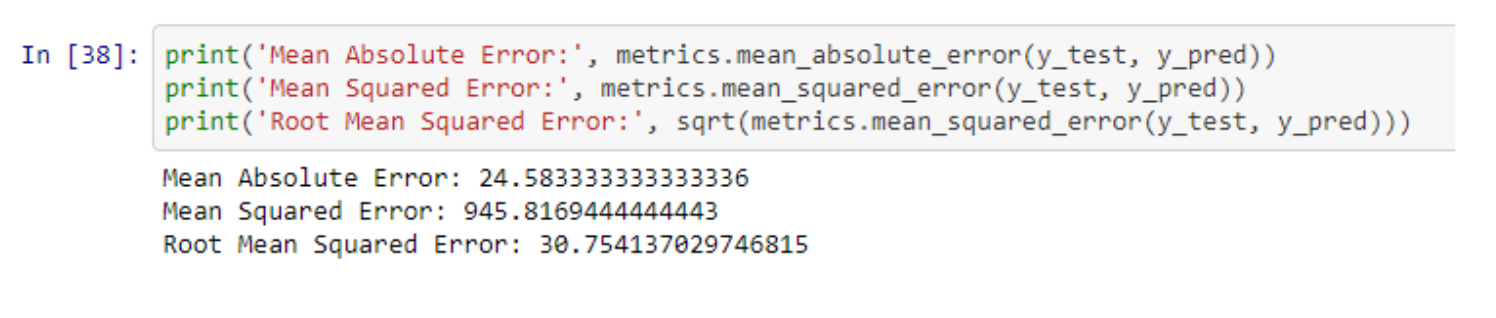 In [38]: print('Mean Absolute Error:', metrics.mean_absolute_error(y_test, y_pred))
print('Mean Squared Error:', metrics.mean_squared_error(y_test, y_pred))
print('Root Mean Squared Error:', sqrt(metrics.mean_squared_error(y_test, y_pred)))
Mean Absolute Error: 24.583333333333336
Mean Squared Error: 945.8169444444443
Root Mean Squared Error: 30.754137029746815